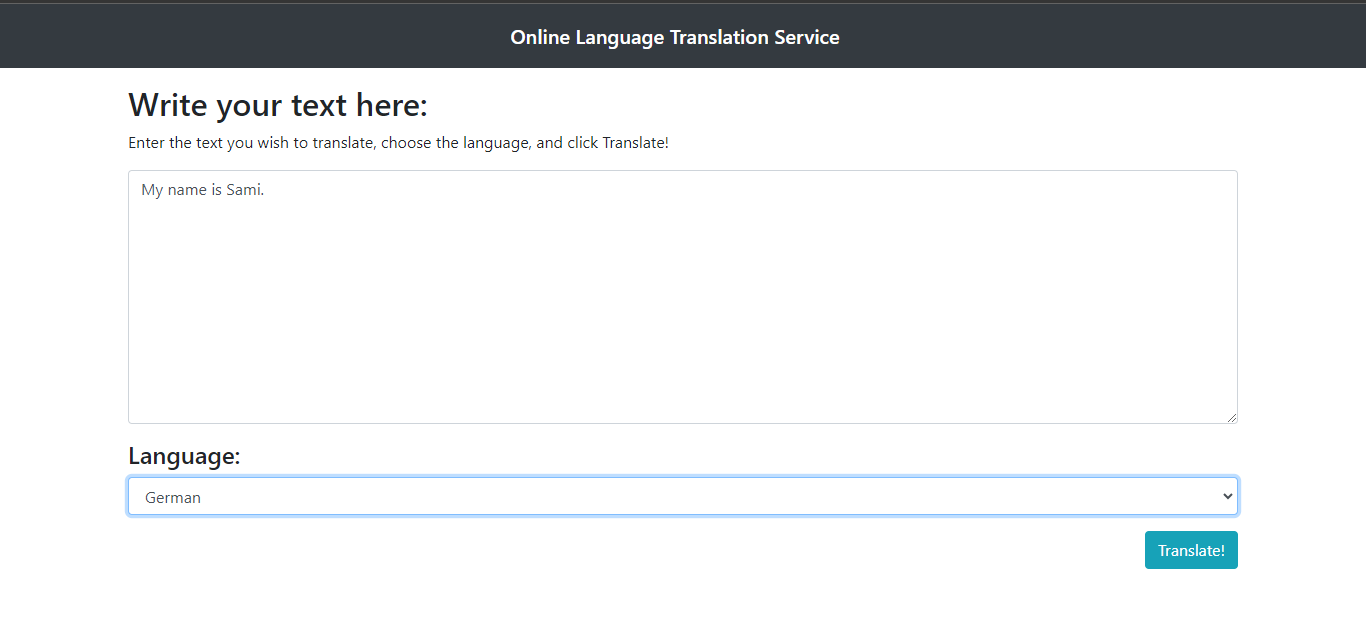 Online Language Translation Service
Write your text here:
Enter the text you wish to translate, choose the language, and click Translate!
My name is Sami.
Language:
German
Translate!